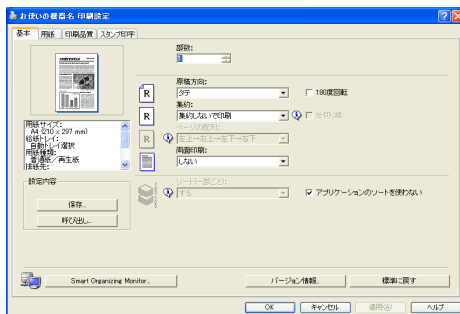 お使いの機器名 印刷設定
基本 用紙 印刷品質 スタンプ印字
部数:
1
原稿方向:
タテ
180度回転
集約:
集約しないで印刷
仕切り線
ページの配列:
左上→右上→左下→右下
両面印刷:
しない
用紙サイズ:
A4 (210 x 297 mm)
給紙トレイ:
自動トレイ選択
用紙種類:
普通紙/再生紙
排紙先:
設定内容
保存...
呼び出し...
ソート(一部ごと):
する
アプリケーションのソートを使わない
Smart Organizing Monitor...
バージョン情報...
標準に戻す
OK キャンセル 適用(A) ヘルプ